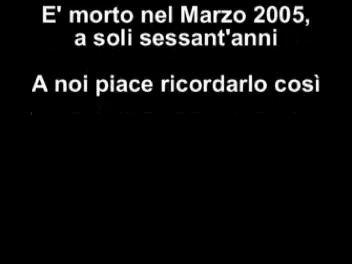 E' morto nel Marzo 2005,
a soli sessant'anni
A noi piace ricordarlo così